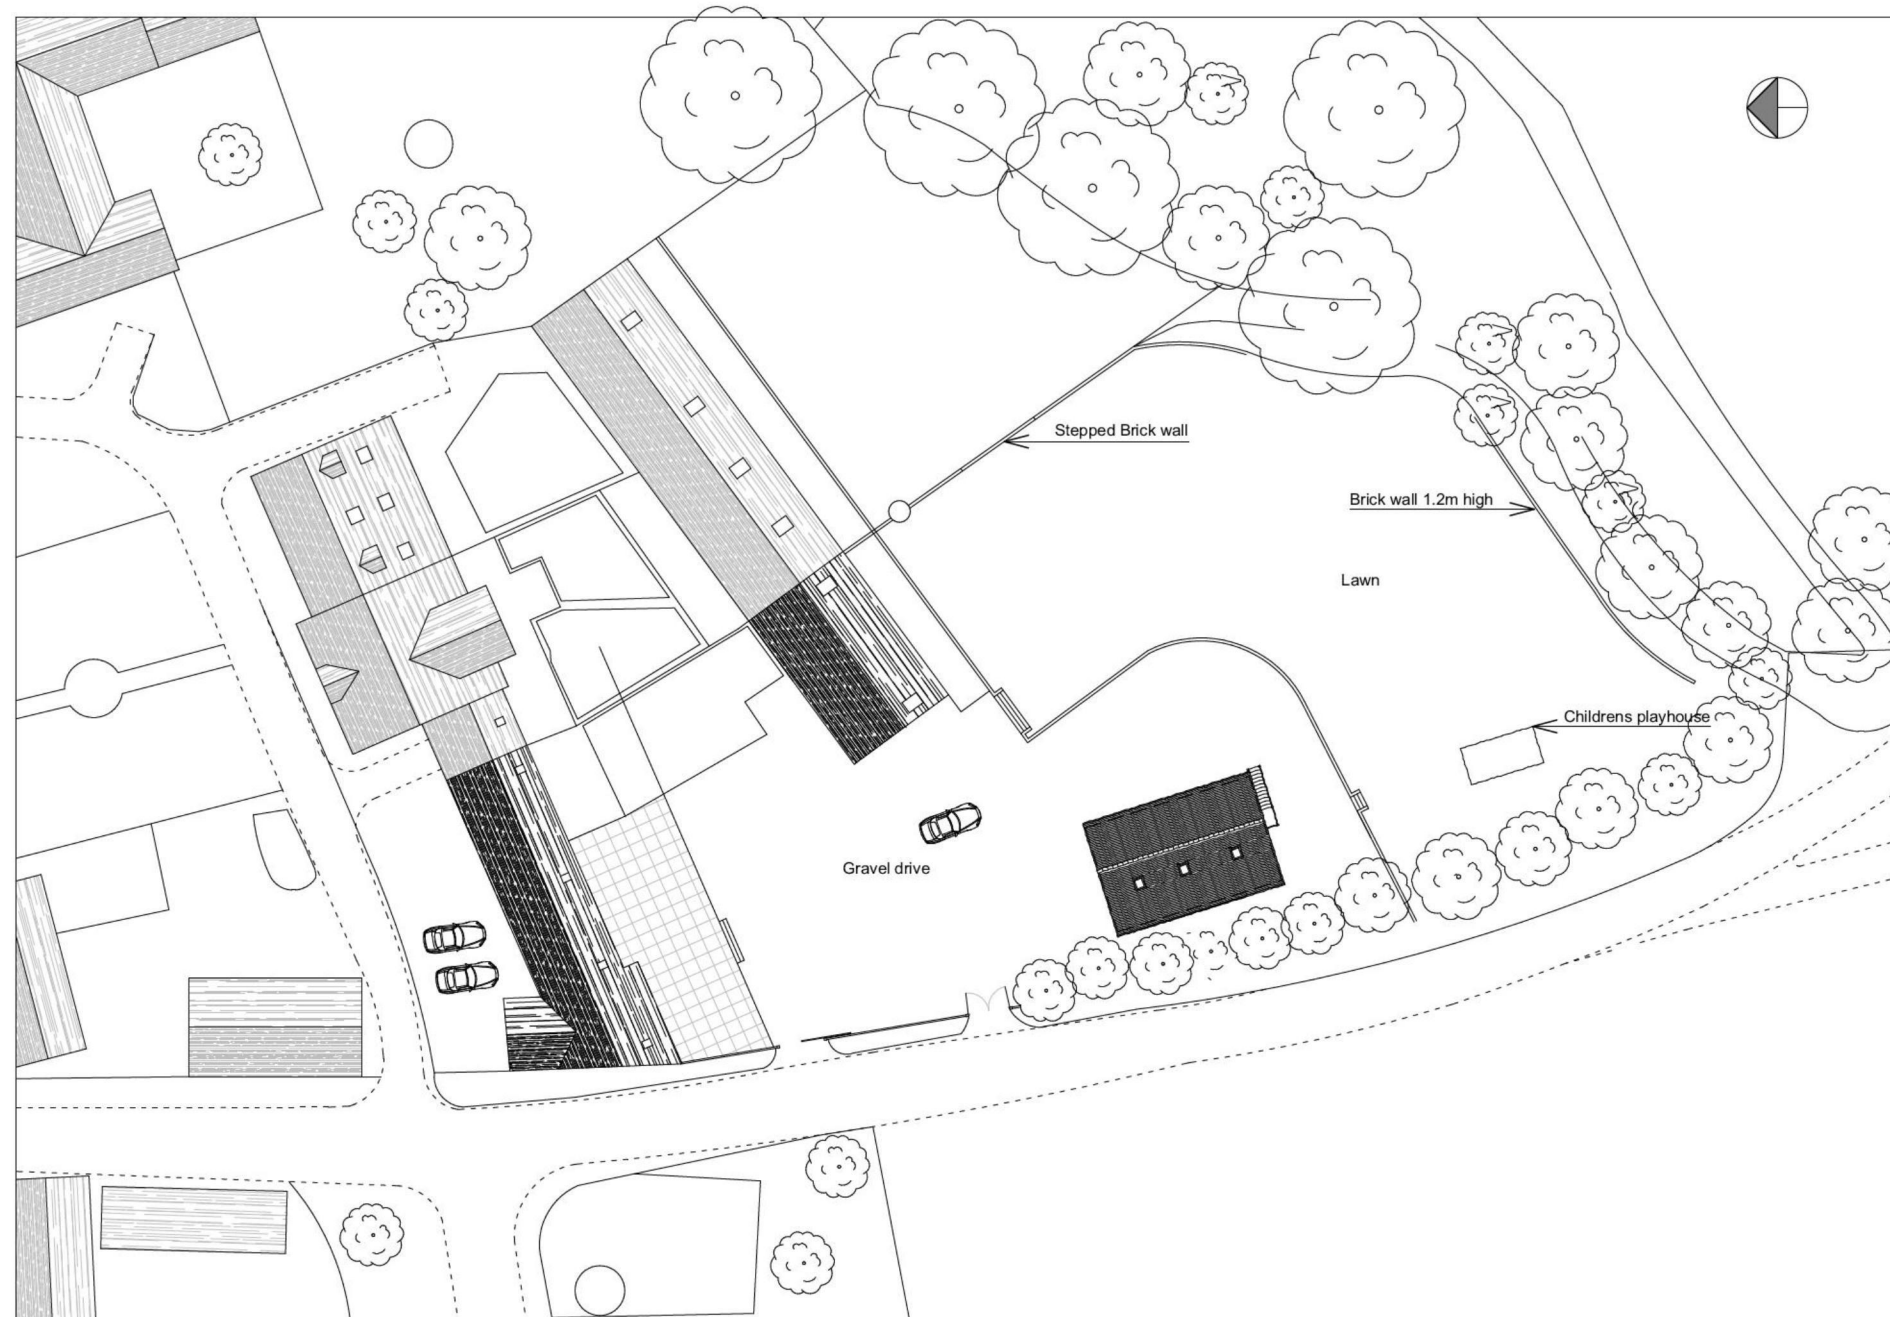 Stepped Brick wall
Brick wall 1.2m high
Lawn
Childrens playhouse
Gravel drive